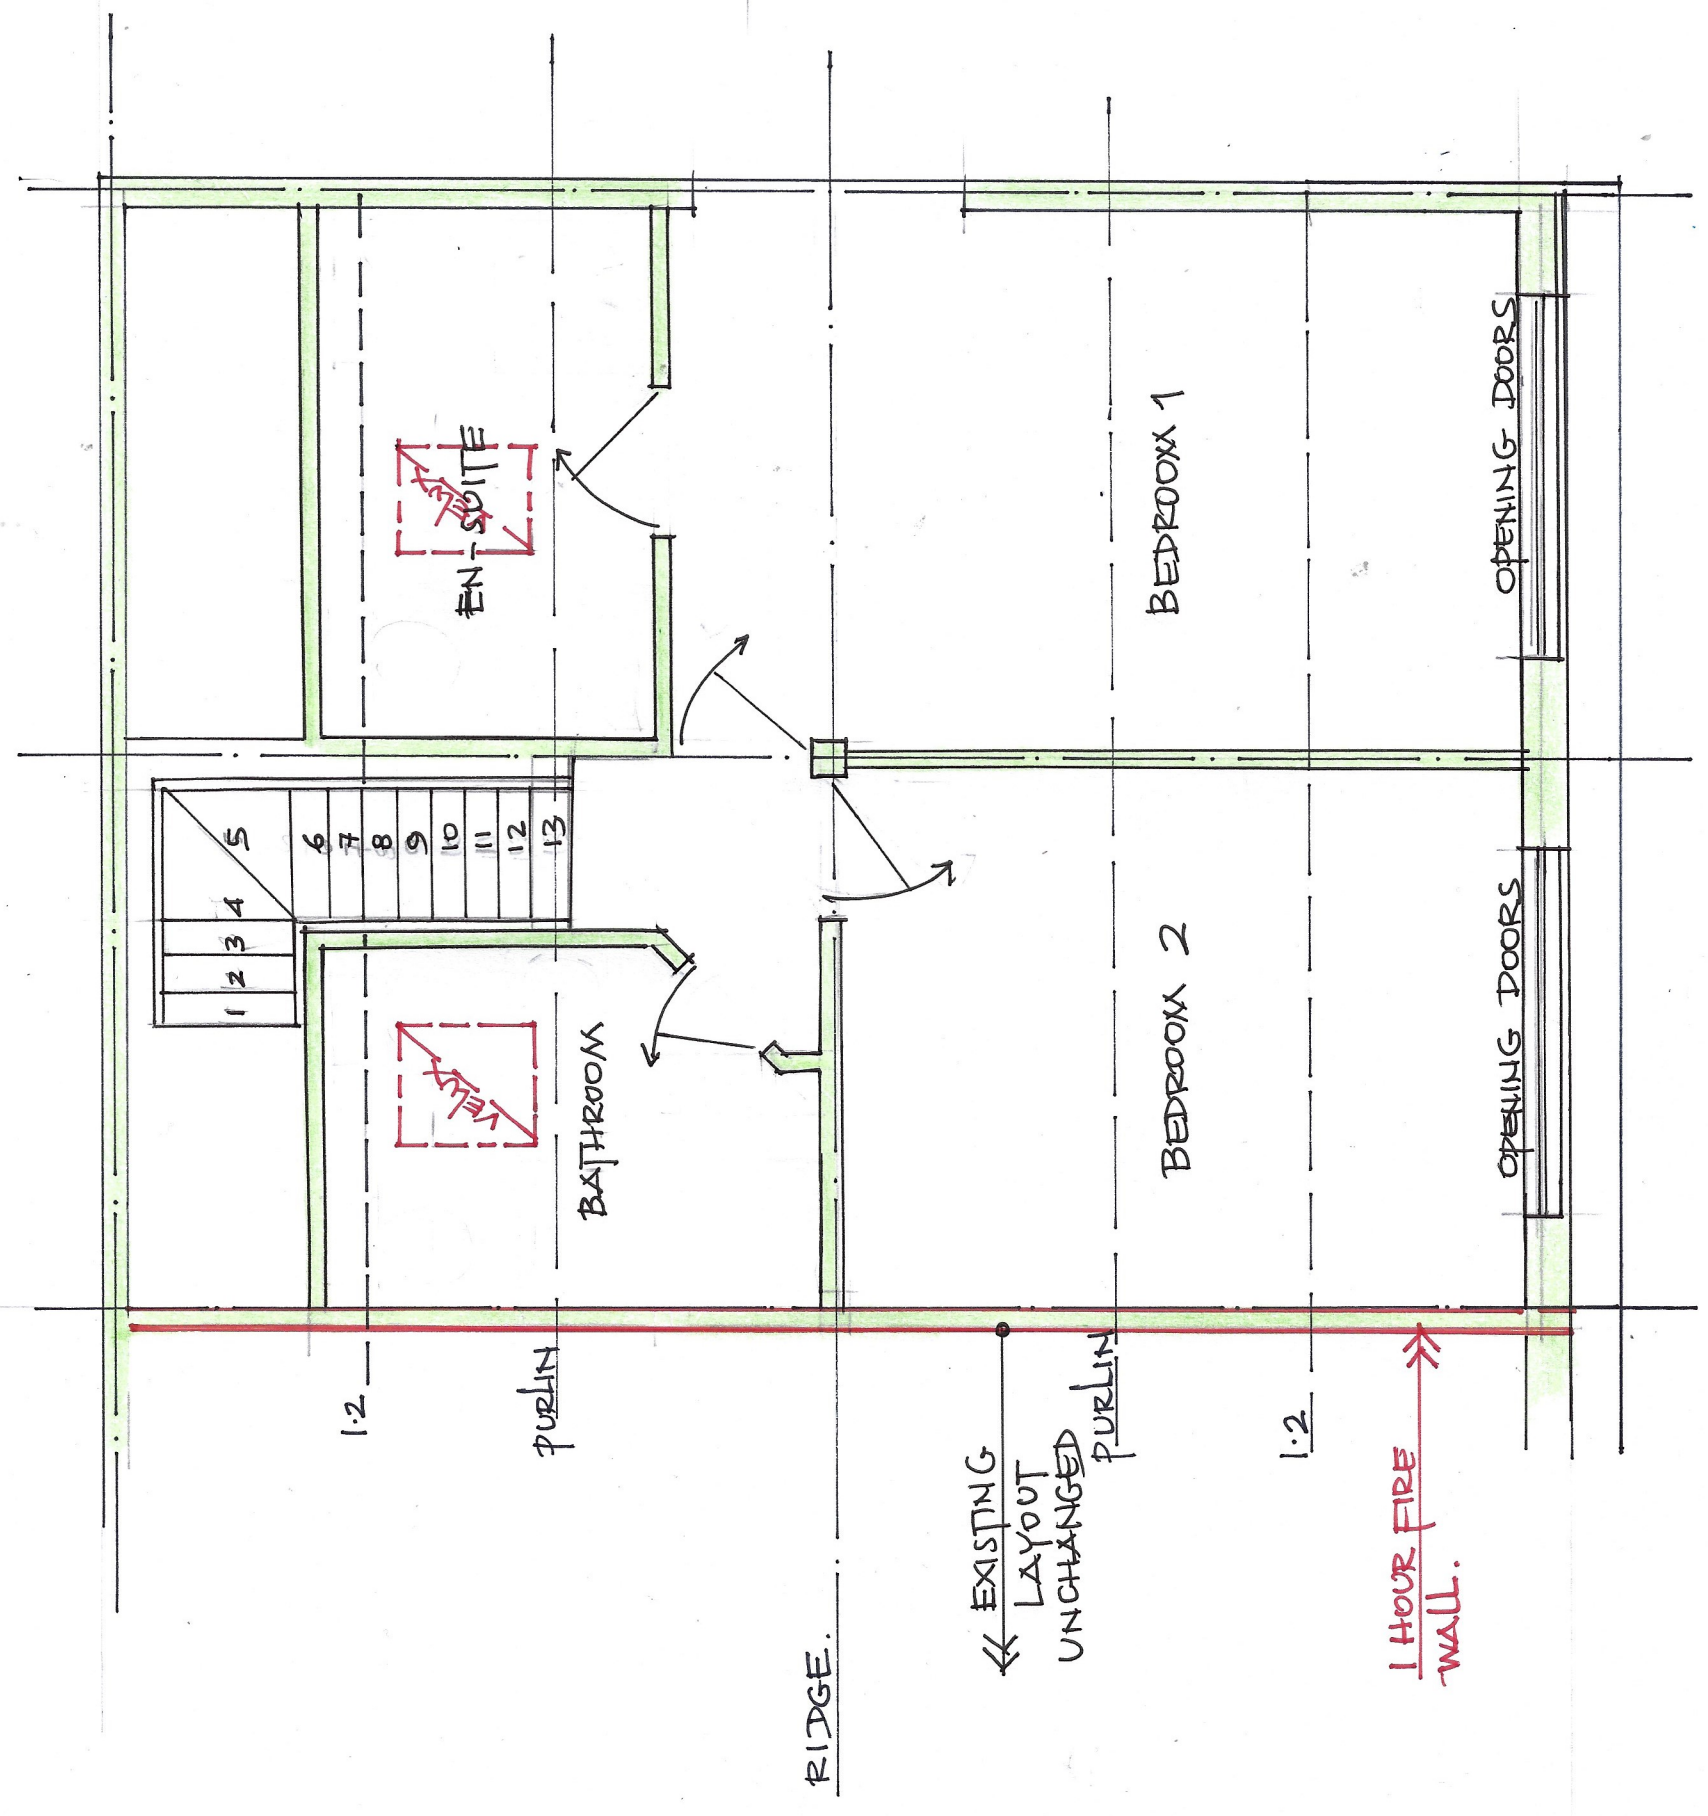 1
2
3
4
5
6
7
8
9
10
11
12
13
VELUX
EN-SUITE
VELUX
BATHROOM
BEDROOM 1
BEDROOM 2
OPENING DOORS
OPENING DOORS
1.2
PURLIN
RIDGE.
EXISTING
LAYOUT
UNCHANGED
PURLIN
1.2
1 HOUR FIRE
WALL.